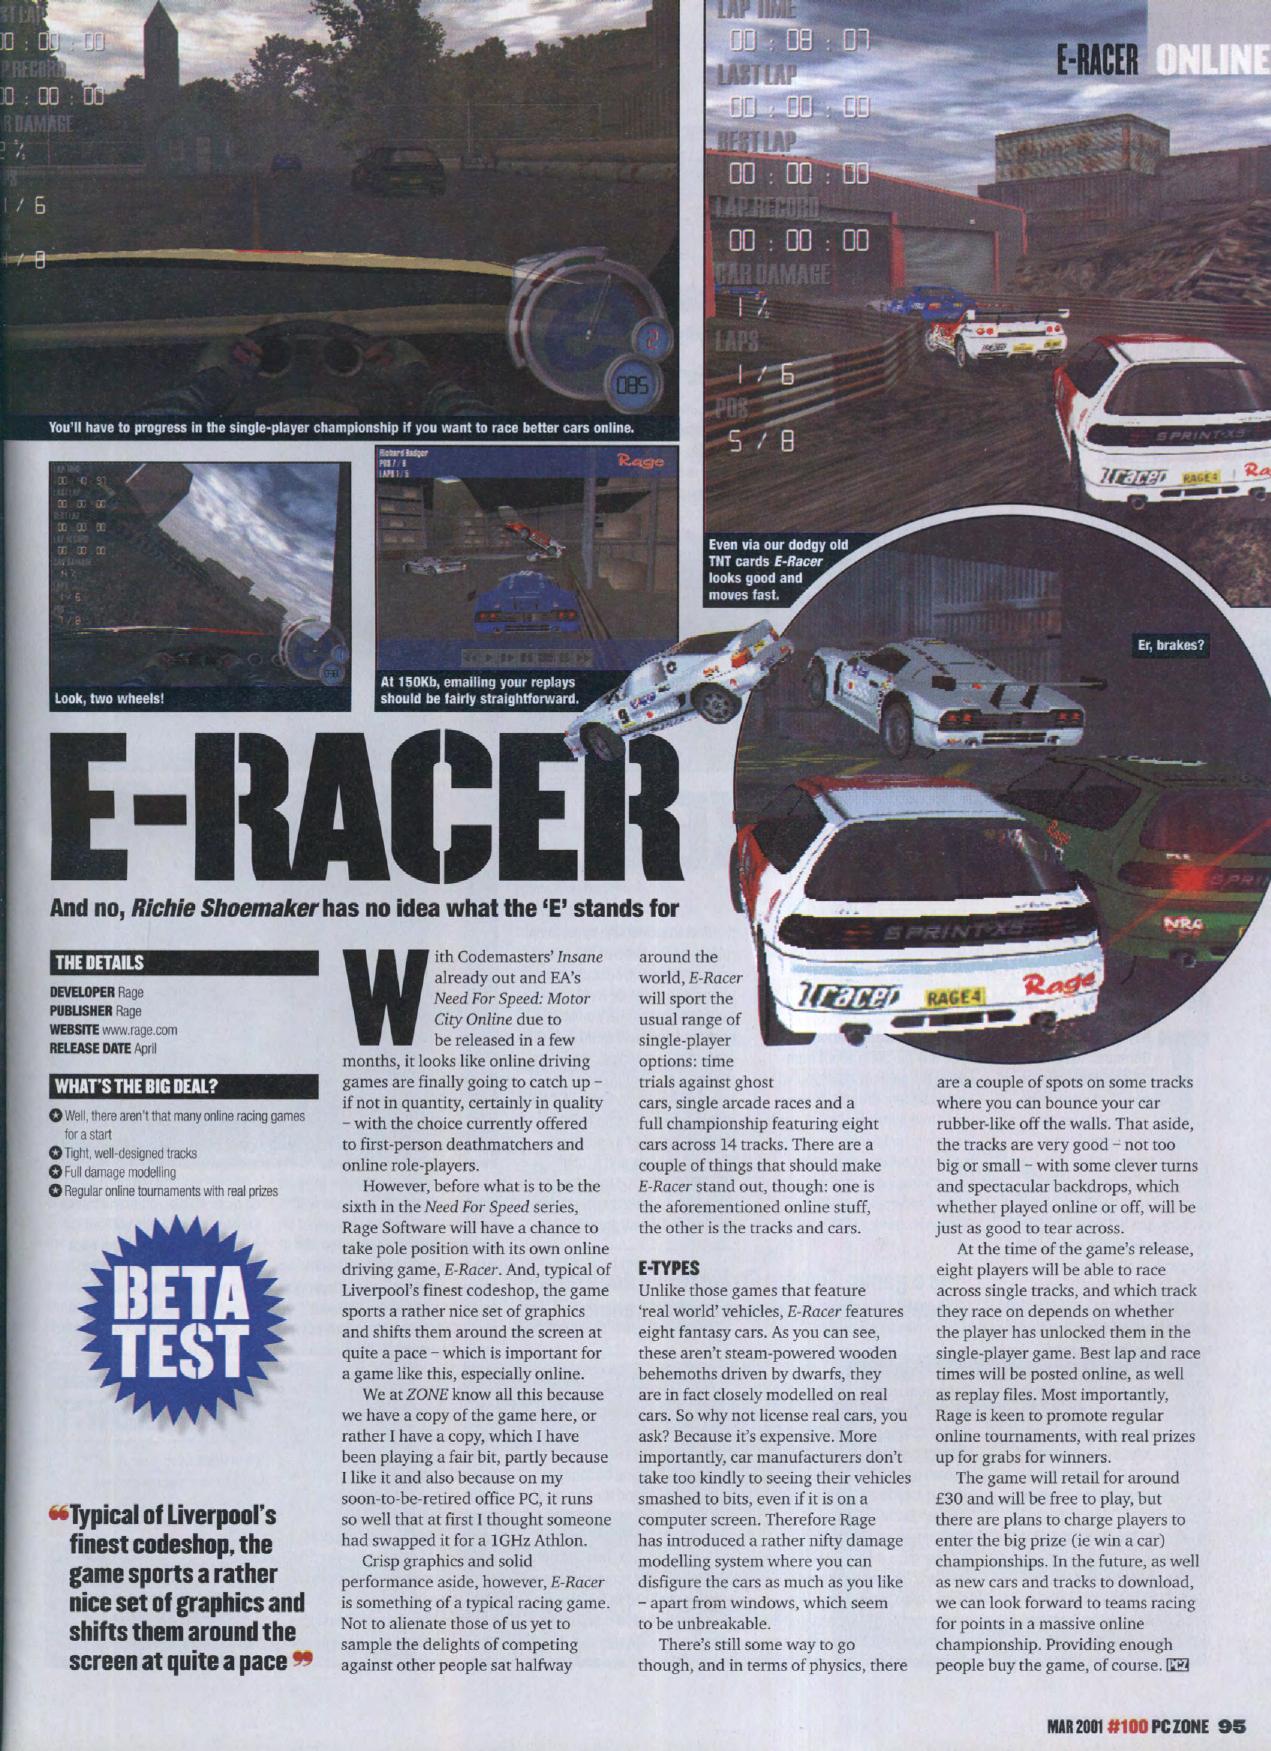 ST LAP
00 : 00 : 00
P RECORD
00 : 00 : 00
R DAMAGE
%
1 / 6
/ 8
2
085
You'll have to progress in the single-player championship if you want to race better cars online.
LAP TIME
00 : 08 : 07
LAST LAP
00 : 00 : 00
BEST LAP
00 : 00 : 00
LAP RECORD
00 : 00 : 00
CAR DAMAGE
1 %
LAPS
1 / 6
POS
5 / 8
E-RACER ONLINE
SPRINT-XS
RAGE4
Even via our dodgy old
TNT cards E-Racer
looks good and
moves fast.
Look, two wheels!
Richard Badger
POS 7 / 8
LAPS 1 / 6
Rage
At 150Kb, emailing your replays
should be fairly straightforward.
Er, brakes?
SPRINT-XS
RAGE4
Rage
E-RACER
And no, Richie Shoemaker has no idea what the 'E' stands for
THE DETAILS
DEVELOPER Rage
PUBLISHER Rage
WEBSITE www.rage.com
RELEASE DATE April
WHAT'S THE BIG DEAL?
Well, there aren't that many online racing games
for a start
Tight, well-designed tracks
Full damage modelling
Regular online tournaments with real prizes
BETA
TEST
“Typical of Liverpool's
finest codeshop, the
game sports a rather
nice set of graphics and
shifts them around the
screen at quite a pace”
With Codemasters' Insane
already out and EA's
Need For Speed: Motor
City Online due to
be released in a few
months, it looks like online driving
games are finally going to catch up –
if not in quantity, certainly in quality
– with the choice currently offered
to first-person deathmatchers and
online role-players.
However, before what is to be the
sixth in the Need For Speed series,
Rage Software will have a chance to
take pole position with its own online
driving game, E-Racer. And, typical of
Liverpool's finest codeshop, the game
sports a rather nice set of graphics
and shifts them around the screen at
quite a pace – which is important for
a game like this, especially online.
We at ZONE know all this because
we have a copy of the game here, or
rather I have a copy, which I have
been playing a fair bit, partly because
I like it and also because on my
soon-to-be-retired office PC, it runs
so well that at first I thought someone
had swapped it for a 1GHz Athlon.
Crisp graphics and solid
performance aside, however, E-Racer
is something of a typical racing game.
Not to alienate those of us yet to
sample the delights of competing
against other people sat halfway
around the
world, E-Racer
will sport the
usual range of
single-player
options: time
trials against ghost
cars, single arcade races and a
full championship featuring eight
cars across 14 tracks. There are a
couple of things that should make
E-Racer stand out, though: one is
the aforementioned online stuff,
the other is the tracks and cars.
E-TYPES
Unlike those games that feature
'real world' vehicles, E-Racer features
eight fantasy cars. As you can see,
these aren't steam-powered wooden
behemoths driven by dwarfs, they
are in fact closely modelled on real
cars. So why not license real cars, you
ask? Because it's expensive. More
importantly, car manufacturers don't
take too kindly to seeing their vehicles
smashed to bits, even if it is on a
computer screen. Therefore Rage
has introduced a rather nifty damage
modelling system where you can
disfigure the cars as much as you like
– apart from windows, which seem
to be unbreakable.
There's still some way to go
though, and in terms of physics, there
are a couple of spots on some tracks
where you can bounce your car
rubber-like off the walls. That aside,
the tracks are very good – not too
big or small – with some clever turns
and spectacular backdrops, which
whether played online or off, will be
just as good to tear across.
At the time of the game's release,
eight players will be able to race
across single tracks, and which track
they race on depends on whether
the player has unlocked them in the
single-player game. Best lap and race
times will be posted online, as well
as replay files. Most importantly,
Rage is keen to promote regular
online tournaments, with real prizes
up for grabs for winners.
The game will retail for around
£30 and will be free to play, but
there are plans to charge players to
enter the big prize (ie win a car)
championships. In the future, as well
as new cars and tracks to download,
we can look forward to teams racing
for points in a massive online
championship. Providing enough
people buy the game, of course. PCZ
MAR 2001 #100 PC ZONE 95